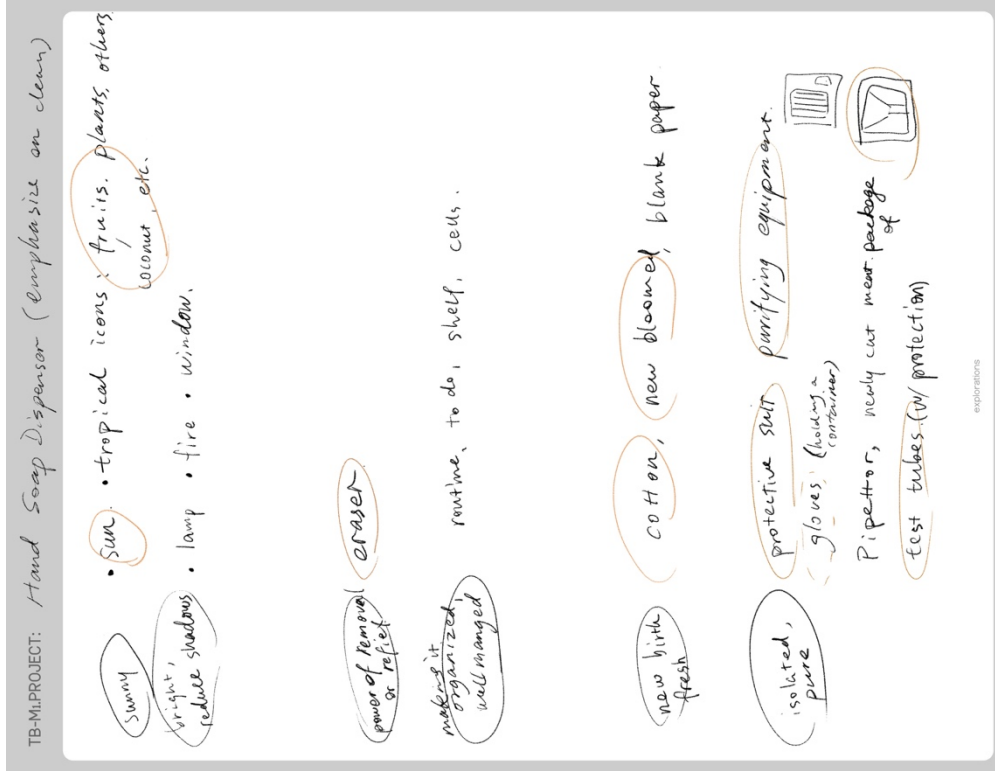 TB-M1.PROJECT: Hand Soap Dispensor (emphasize on clean)
sunny
• sun. • tropical icons: fruits. plants, others
coconut, etc.
bright,
reduce shadows
• lamp • fire • window.
power of removal
or relief
eraser
making it
organized,
well manged
routine, to do, shelf, cells.
new birth
fresh
cotton, new bloomed, blank paper.
isolated,
pure
protective suit purifying equipment.
gloves: (holding a
container)
Pipettor, newly cut meat. package
of
test tubes. (w/ protection)
explorations